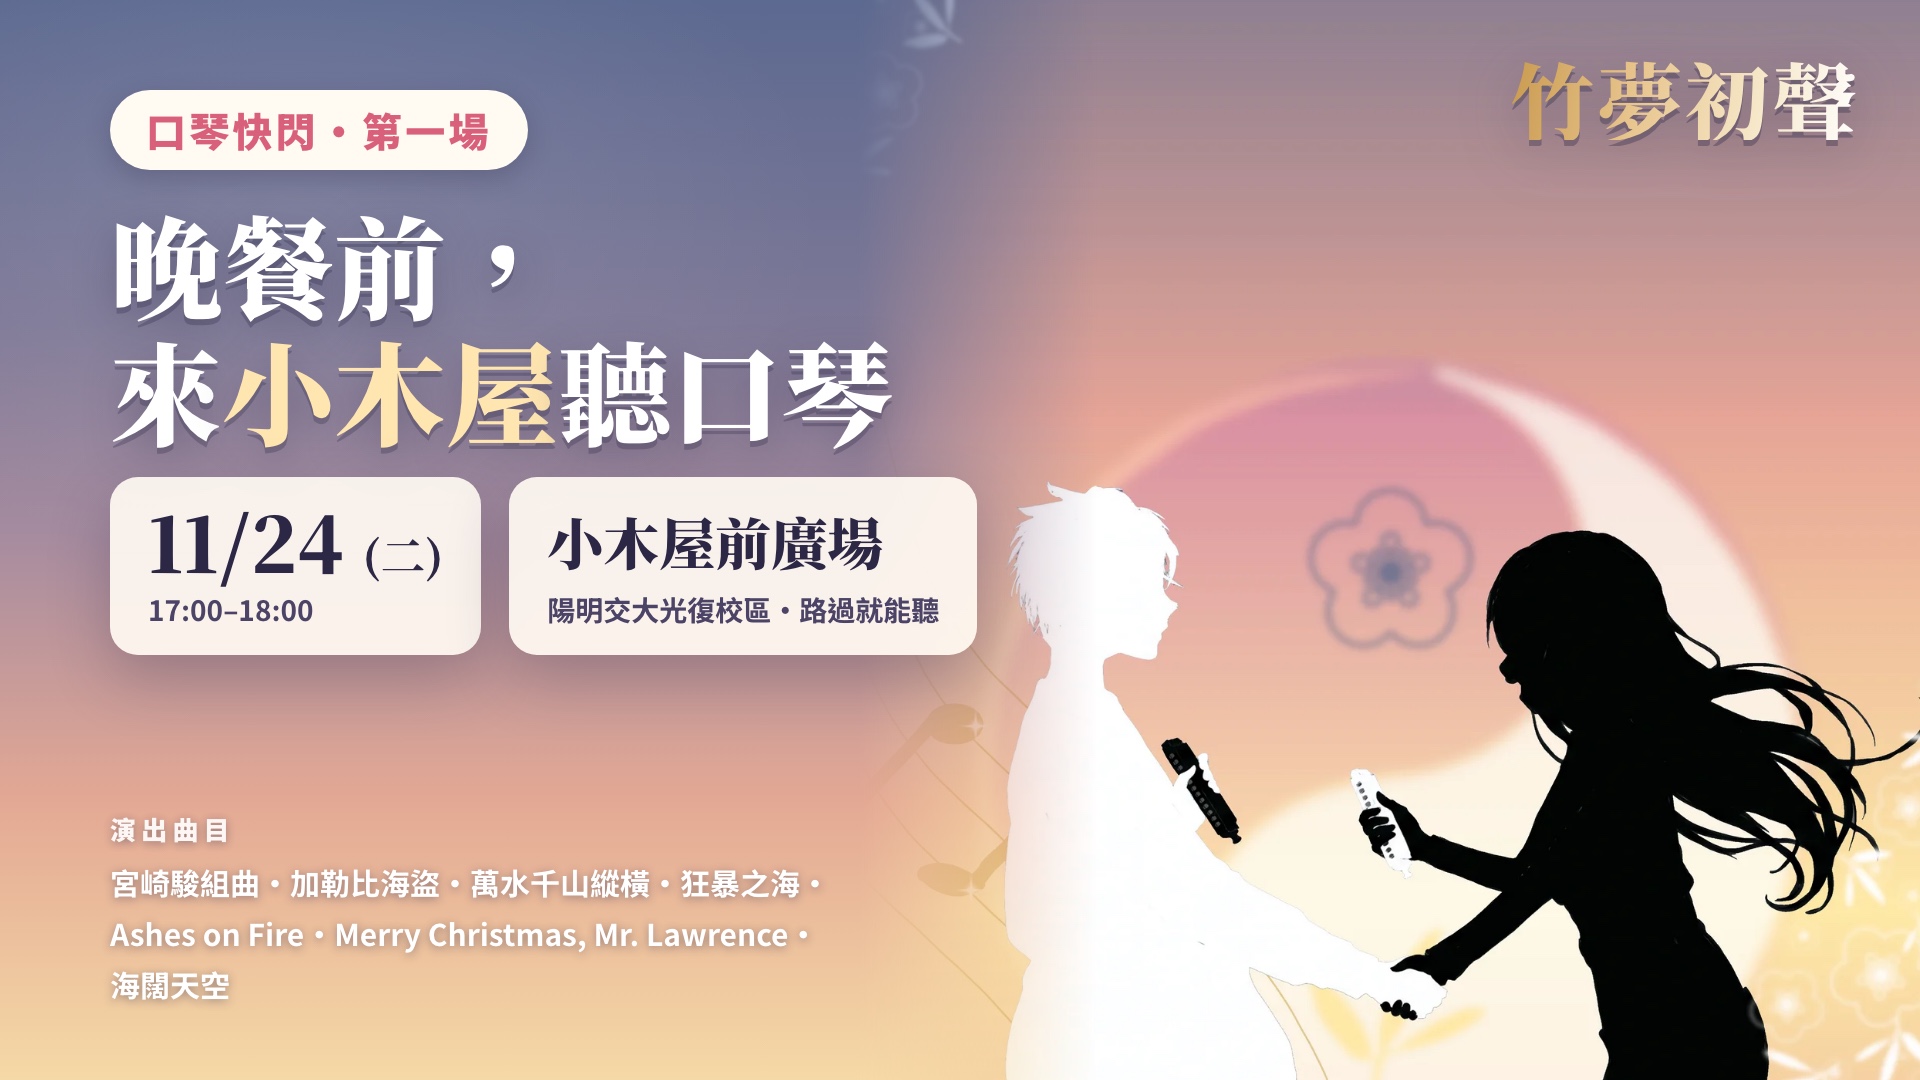 竹夢初聲
口琴快閃・第一場
晚餐前，
來小木屋聽口琴
11/24 (二)
17:00–18:00
小木屋前廣場
陽明交大光復校區・路過就能聽
演出曲目
宮崎駿組曲・加勒比海盜・萬水千山縱橫・狂暴之海・
Ashes on Fire・Merry Christmas, Mr. Lawrence・
海闊天空